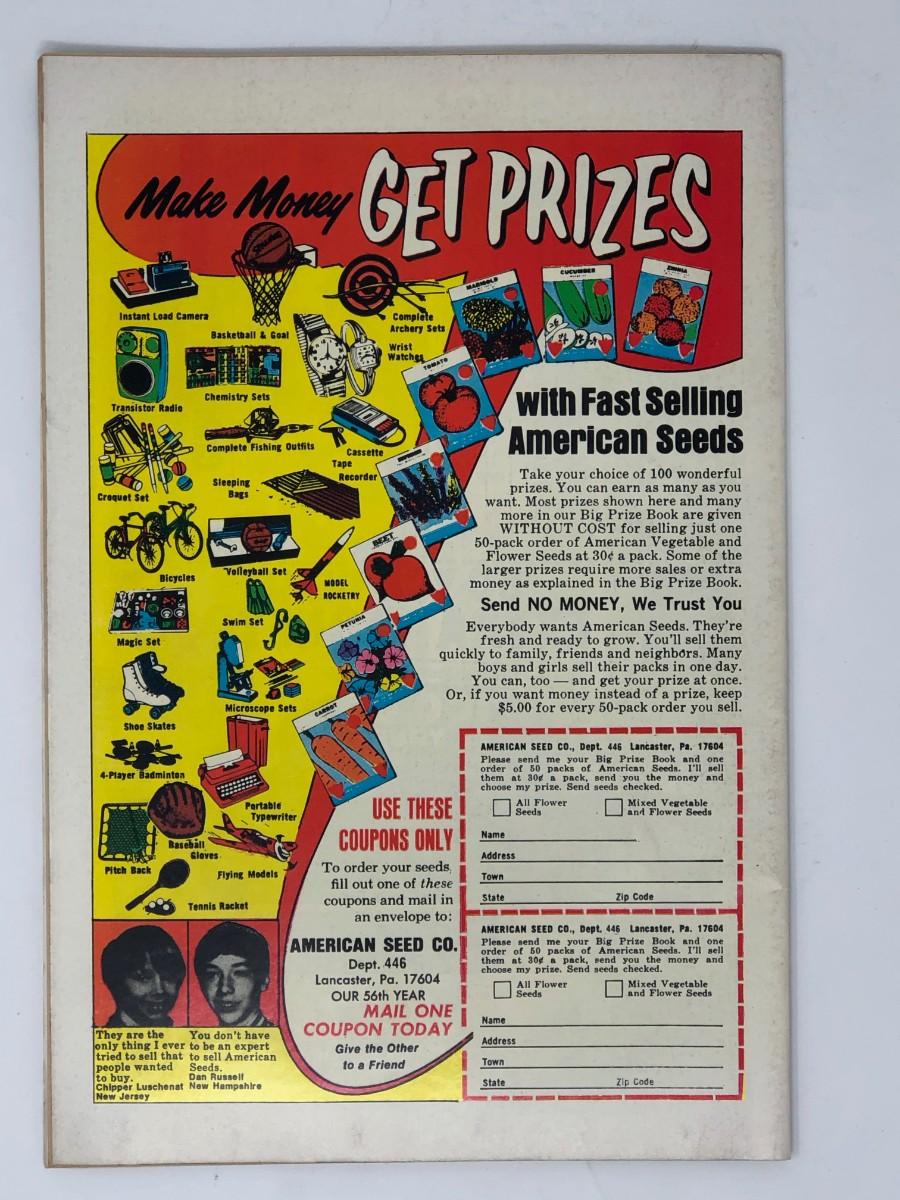 Make Money GET PRIZES
Instant Load Camera
Basketball & Goal
Complete
Archery Sets
Wrist
Watches
Transistor Radio
Chemistry Sets
Complete Fishing Outfits
Cassette
Tape
Recorder
Croquet Set
Sleeping
Bags
Bicycles
Volleyball Set
MODEL
ROCKETRY
Magic Set
Swim Set
Shoe Skates
Microscope Sets
4-Player Badminton
Portable
Typewriter
Pitch Back
Baseball
Gloves
Flying Models
Tennis Racket
MARIGOLD
CUCUMBER
ZINNIA
TOMATO
BEET
PETUNIA
CARROT
with Fast Selling
American Seeds
Take your choice of 100 wonderful
prizes. You can earn as many as you
want. Most prizes shown here and many
more in our Big Prize Book are given
WITHOUT COST for selling just one
50-pack order of American Vegetable and
Flower Seeds at 30¢ a pack. Some of the
larger prizes require more sales or extra
money as explained in the Big Prize Book.
Send NO MONEY, We Trust You
Everybody wants American Seeds. They're
fresh and ready to grow. You'll sell them
quickly to family, friends and neighbors. Many
boys and girls sell their packs in one day.
You can, too — and get your prize at once.
Or, if you want money instead of a prize, keep
$5.00 for every 50-pack order you sell.
USE THESE
COUPONS ONLY
To order your seeds,
fill out one of these
coupons and mail in
an envelope to:
AMERICAN SEED CO.
Dept. 446
Lancaster, Pa. 17604
OUR 56th YEAR
MAIL ONE
COUPON TODAY
Give the Other
to a Friend
They are the
only thing I ever
tried to sell that
people wanted
to buy.
Chipper Luschenat
New Jersey
You don't have
to be an expert
to sell American
Seeds.
Dan Russell
New Hampshire
AMERICAN SEED CO., Dept. 446 Lancaster, Pa. 17604
Please send me your Big Prize Book and one
order of 50 packs of American Seeds. I'll sell
them at 30¢ a pack, send you the money and
choose my prize. Send seeds checked.
All Flower
Seeds
Mixed Vegetable
and Flower Seeds
Name
Address
Town
State Zip Code
AMERICAN SEED CO., Dept. 446 Lancaster, Pa. 17604
Please send me your Big Prize Book and one
order of 50 packs of American Seeds. I'll sell
them at 30¢ a pack, send you the money and
choose my prize. Send seeds checked.
All Flower
Seeds
Mixed Vegetable
and Flower Seeds
Name
Address
Town
State Zip Code